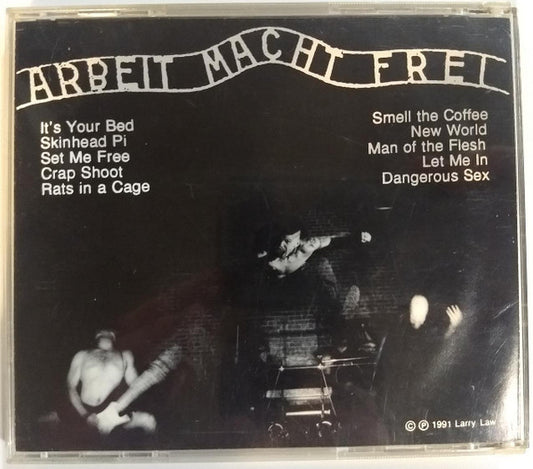 ARBEIT MACHT FREI
It's Your Bed
Skinhead Pi
Set Me Free
Crap Shoot
Rats in a Cage
Smell the Coffee
New World
Man of the Flesh
Let Me In
Dangerous Sex
© ℗ 1991 Larry Law